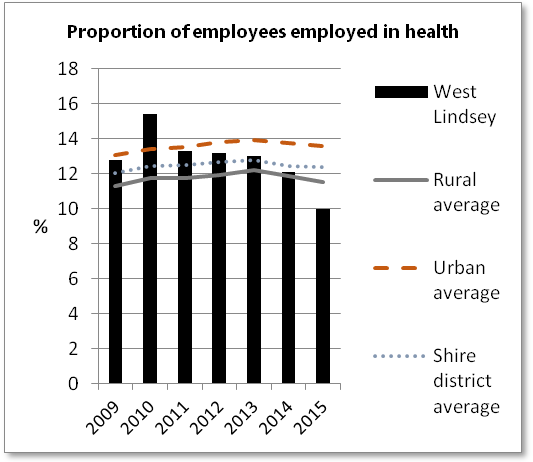 Proportion of employees employed in health
18
16
14
12
10
8
6
4
2
0
%
2009
2010
2011
2012
2013
2014
2015
West
Lindsey
Rural
average
Urban
average
Shire
district
average